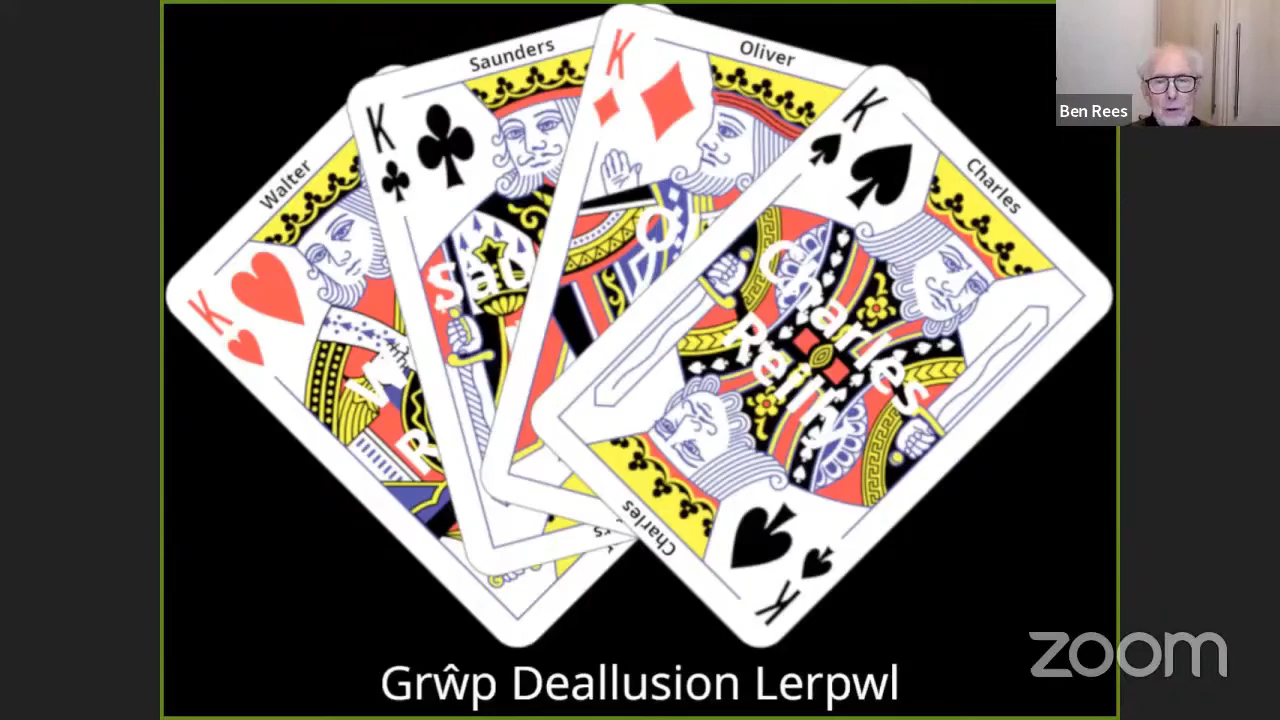 Saunders
Oliver
Walter
Charles
K
K
K
K
Charles
Reilly
Charles
K
Ben Rees
Grŵp Deallusion Lerpwl
zoom